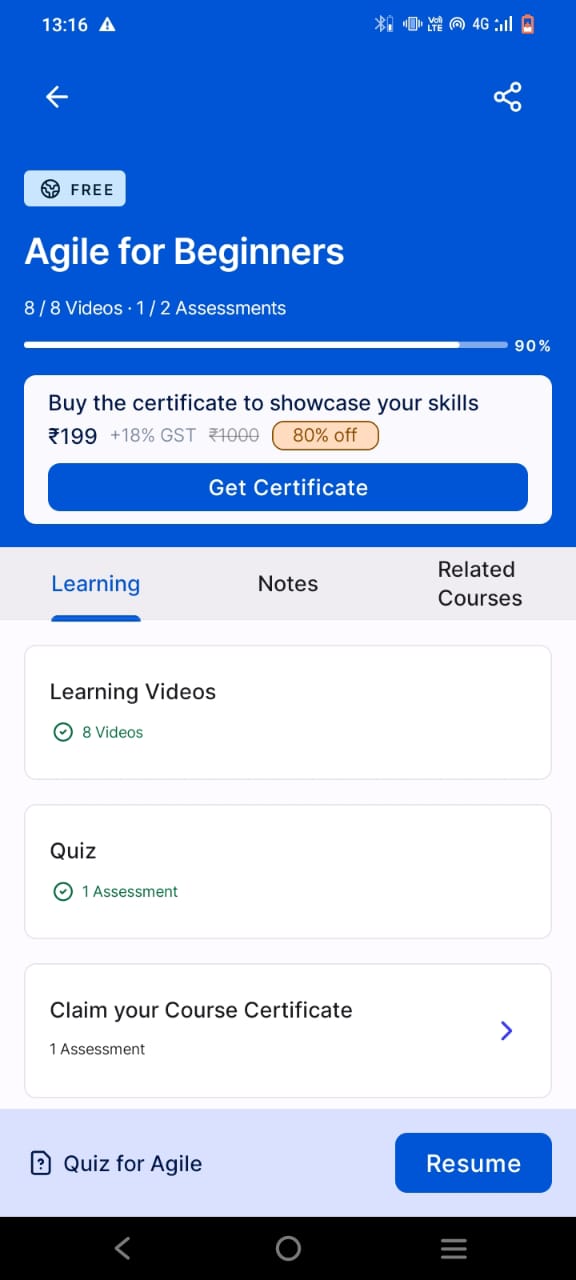 13:16
Vo) LTE 4G
FREE
Agile for Beginners
8 / 8 Videos · 1 / 2 Assessments
90%
Buy the certificate to showcase your skills
₹199 +18% GST ₹1000 80% off
Get Certificate
Learning
Notes
Related
Courses
Learning Videos
8 Videos
Quiz
1 Assessment
Claim your Course Certificate
1 Assessment
Quiz for Agile
Resume